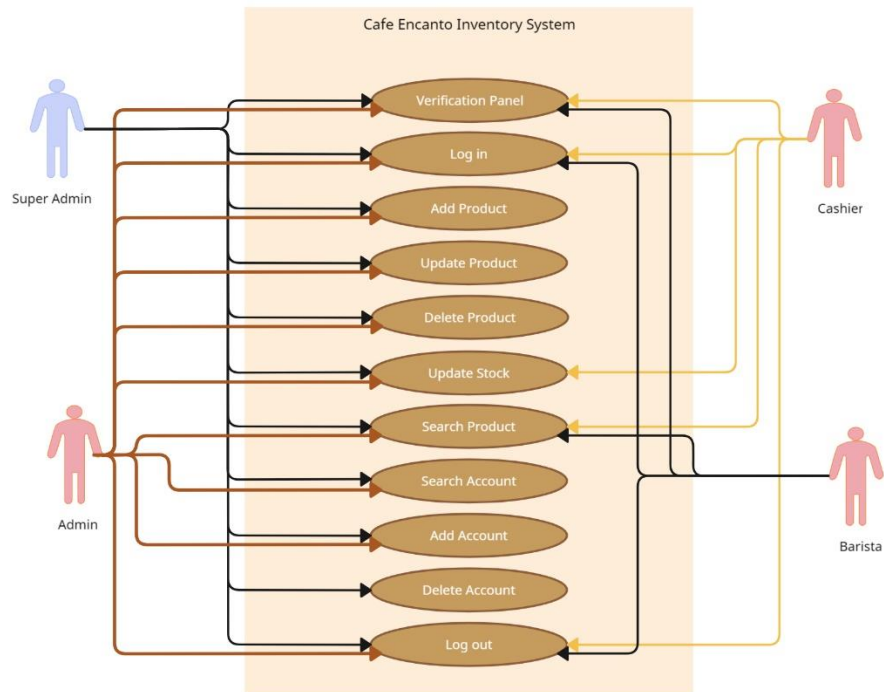 Cafe Encanto Inventory System
Verification Panel
Log in
Super Admin
Cashier
Add Product
Update Product
Delete Product
Update Stock
Search Product
Search Account
Admin
Add Account
Barista
Delete Account
Log out